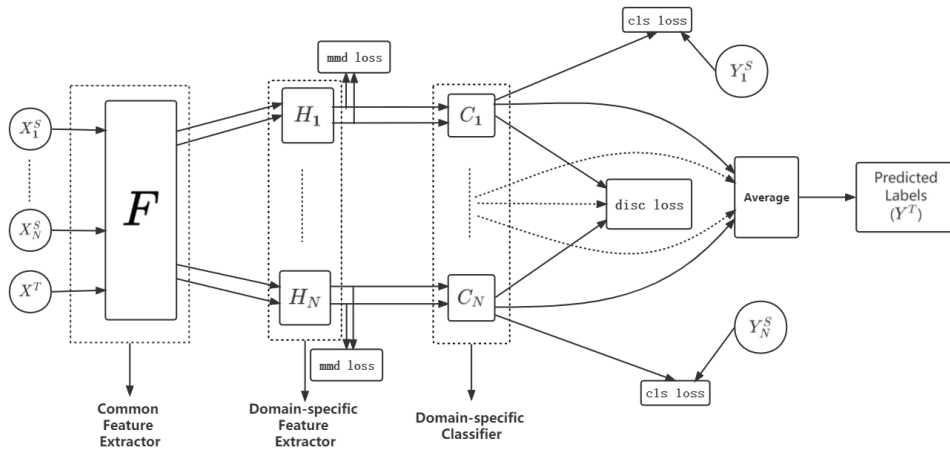 cls loss
mmd loss
Y_1^S
X_1^S
H_1
C_1
F
Average
Predicted
Labels
(Y^T)
disc loss
X_N^S
X^T
H_N
C_N
Y_N^S
mmd loss
cls loss
Common
Feature
Extractor
Domain-specific
Feature
Extractor
Domain-specific
Classifier